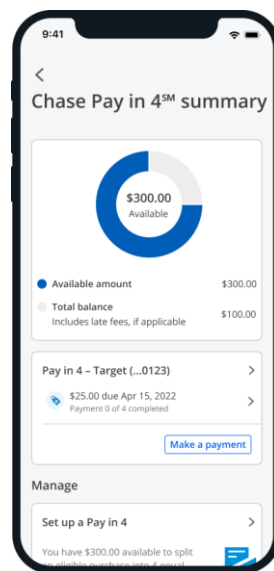 9:41
Chase Pay in 4℠ summary
$300.00
Available
Available amount $300.00
Total balance
Includes late fees, if applicable $100.00
Pay in 4 – Target (...0123)
$25.00 due Apr 15, 2022
Payment 0 of 4 completed
Make a payment
Manage
Set up a Pay in 4
You have $300.00 available to split
an eligible purchase into 4 equal